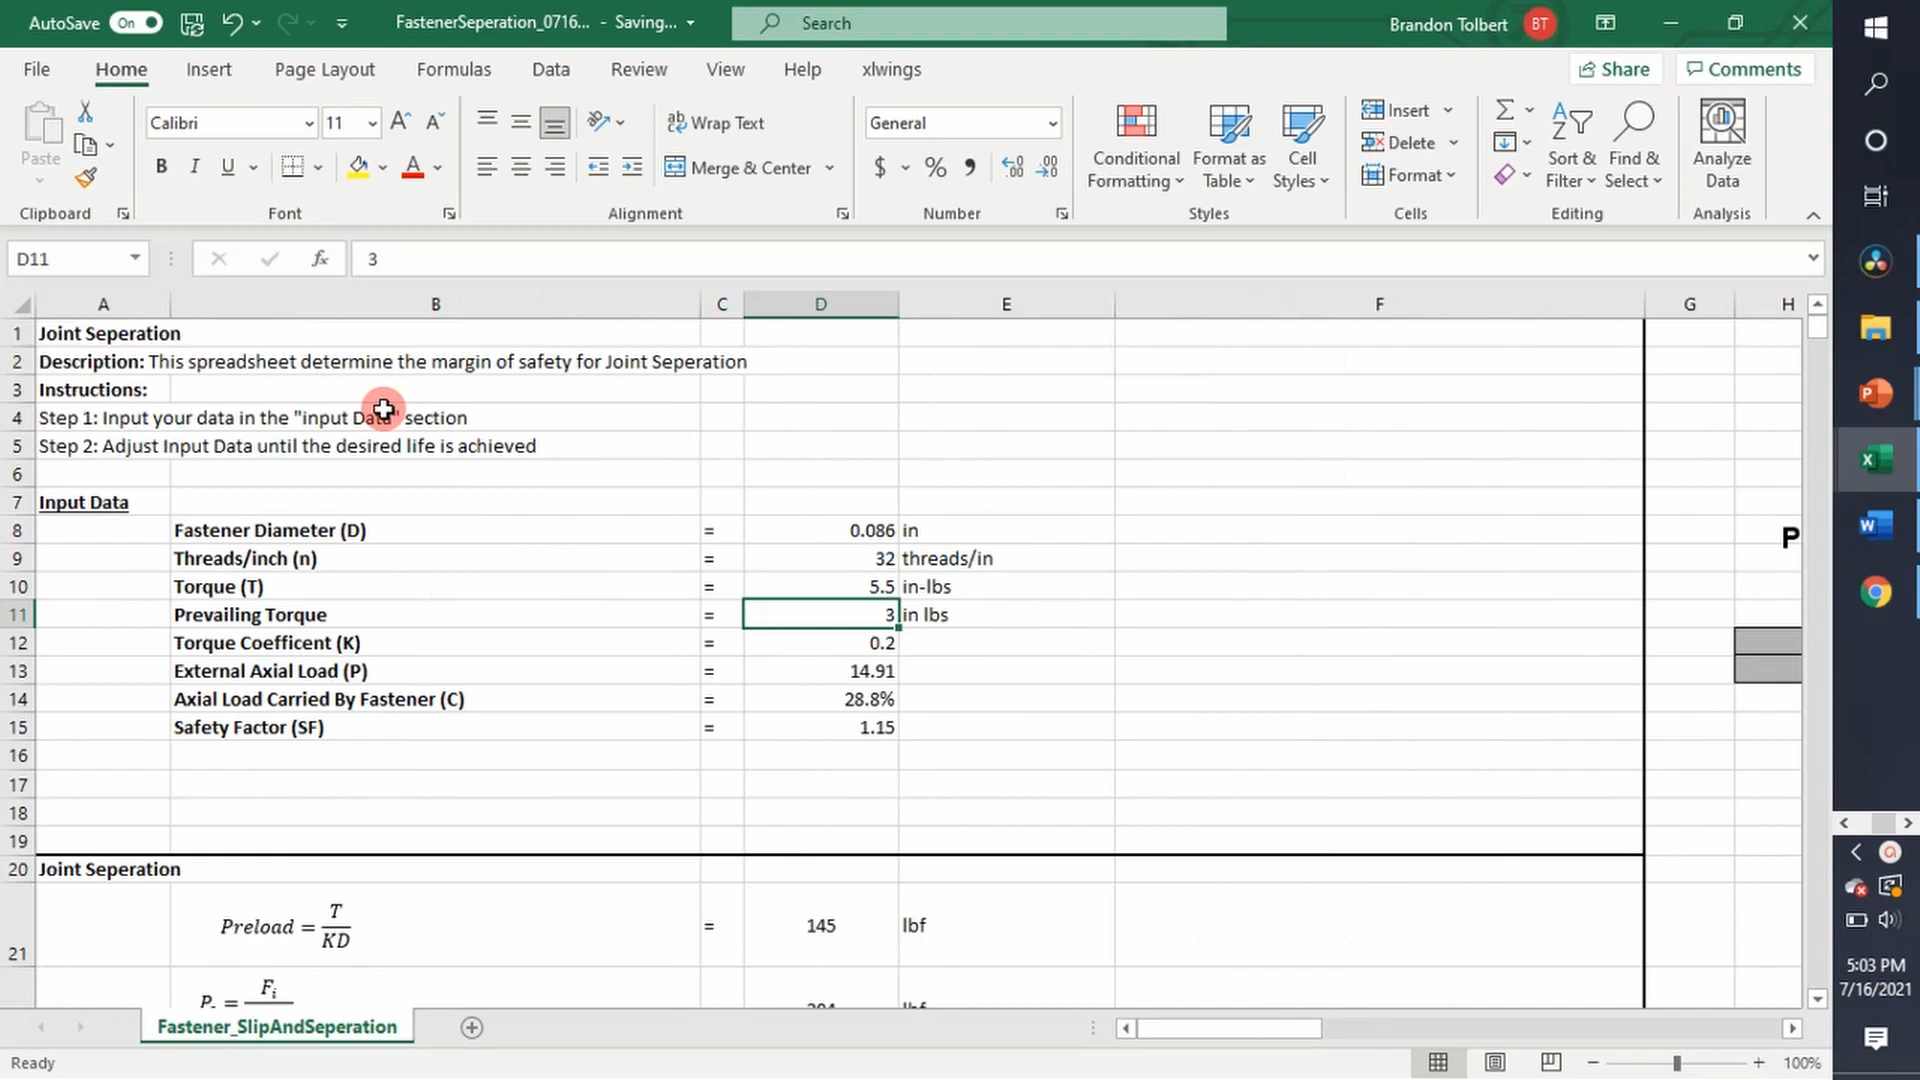 AutoSave On FastenerSeperation_0716... - Saving... Search Brandon Tolbert BT
File Home Insert Page Layout Formulas Data Review View Help xlwings Share Comments
Paste
Calibri 11
B I U A
ab Wrap Text
Merge & Center
General
$ % ,
Conditional Formatting
Format as Table
Cell Styles
Insert
Delete
Format
Sort & Filter
Find & Select
Analyze Data
Clipboard Font Alignment Number Styles Cells Editing Analysis
D11 fx 3
A B C D E F G H
1 Joint Seperation
2 Description: This spreadsheet determine the margin of safety for Joint Seperation
3 Instructions:
4 Step 1: Input your data in the "input Data" section
5 Step 2: Adjust Input Data until the desired life is achieved
6
7 Input Data
8 Fastener Diameter (D) = 0.086 in P
9 Threads/inch (n) = 32 threads/in
10 Torque (T) = 5.5 in-lbs
11 Prevailing Torque = 3 in lbs
12 Torque Coefficent (K) = 0.2
13 External Axial Load (P) = 14.91
14 Axial Load Carried By Fastener (C) = 28.8%
15 Safety Factor (SF) = 1.15
16
17
18
19
20 Joint Seperation
21 Preload = T/KD = 145 lbf
Fastener_SlipAndSeperation
Ready 100%
5:03 PM
7/16/2021